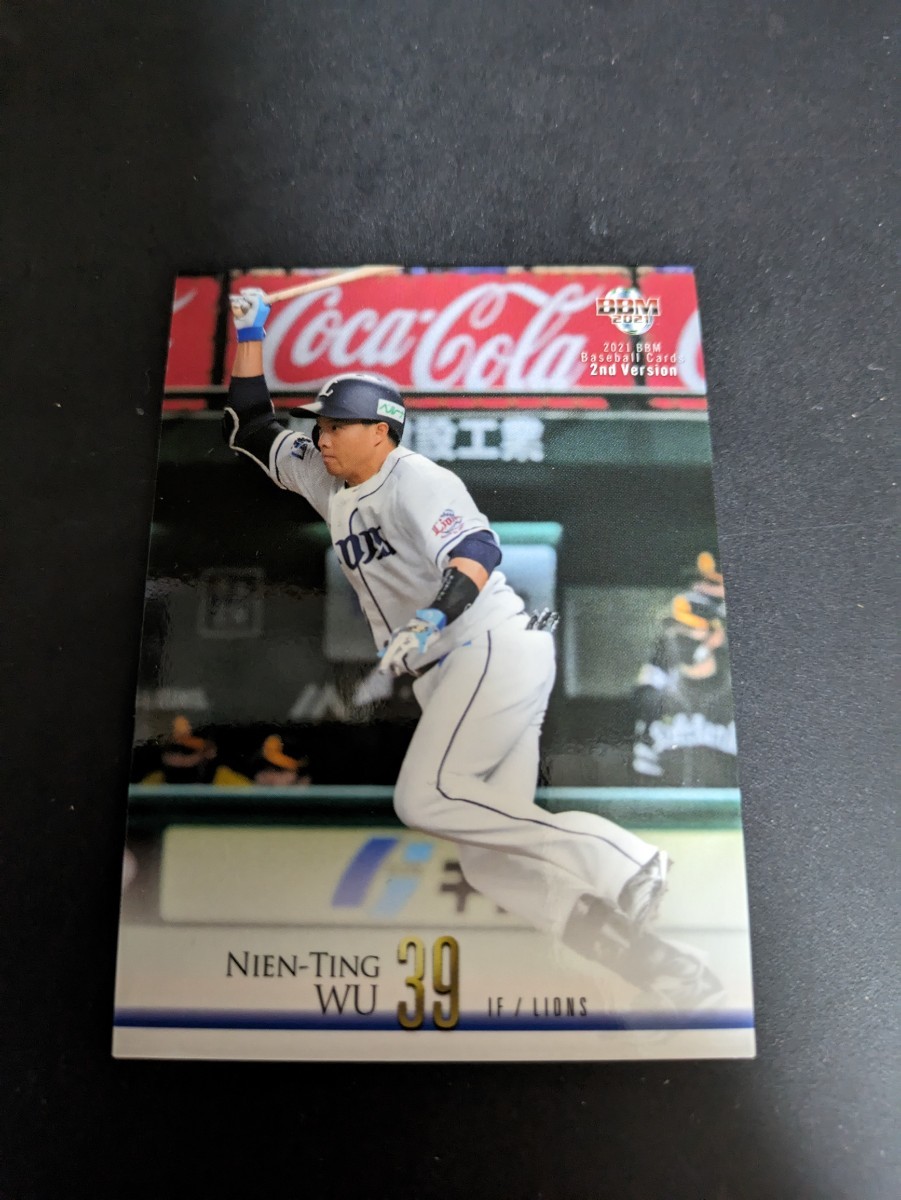 Coca-Cola
BBM
2021
2021 BBM
Baseball Cards
2nd Version
L
設工業
Lions
NIEN-TING
WU
39
IF / LIONS